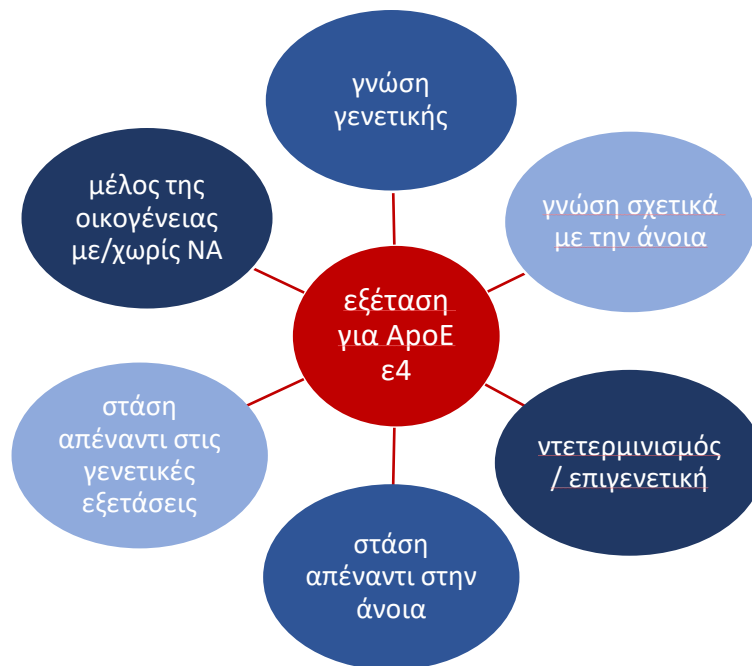 γνώση
γενετικής
μέλος της
οικογένειας
με/χωρίς ΝΑ
γνώση σχετικά
με την άνοια
εξέταση
για ApoE
ε4
στάση
απέναντι στις
γενετικές
εξετάσεις
ντετερμινισμός
/ επιγενετική
στάση
απέναντι στην
άνοια